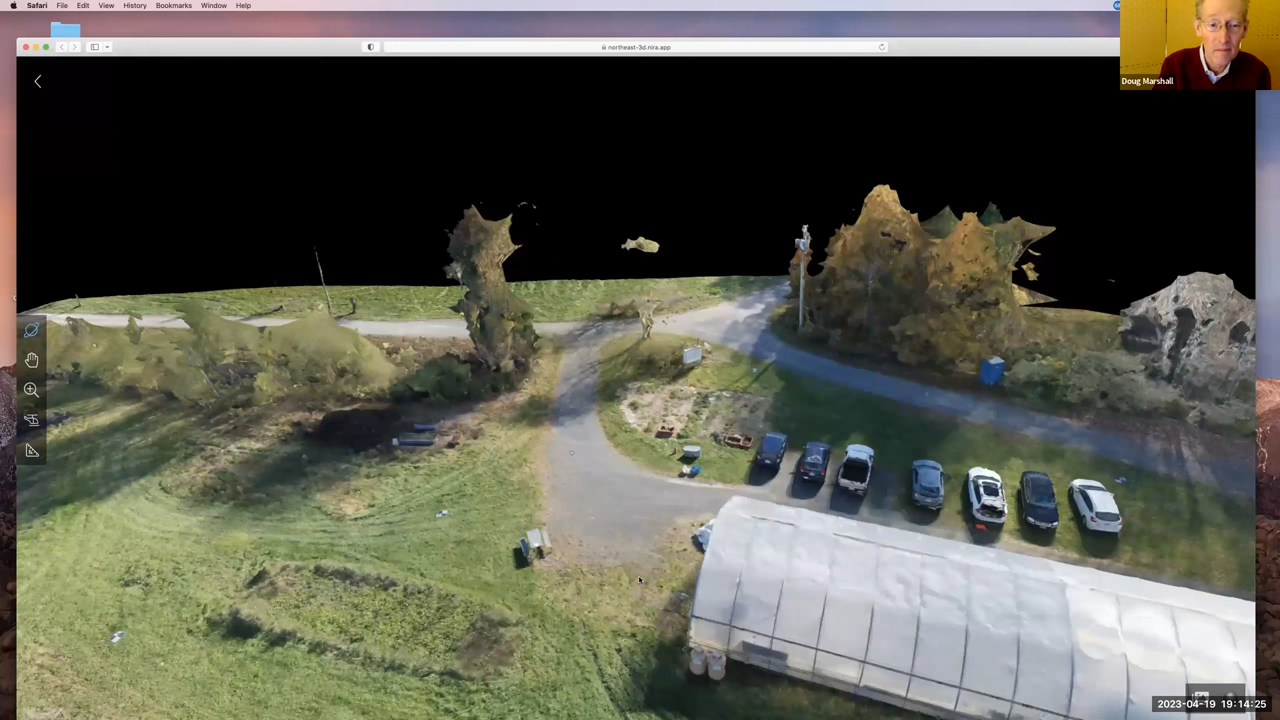 Safari File Edit View History Bookmarks Window Help
northeast-3d.nira.app
Doug Marshall
2023-04-19 19:14:25